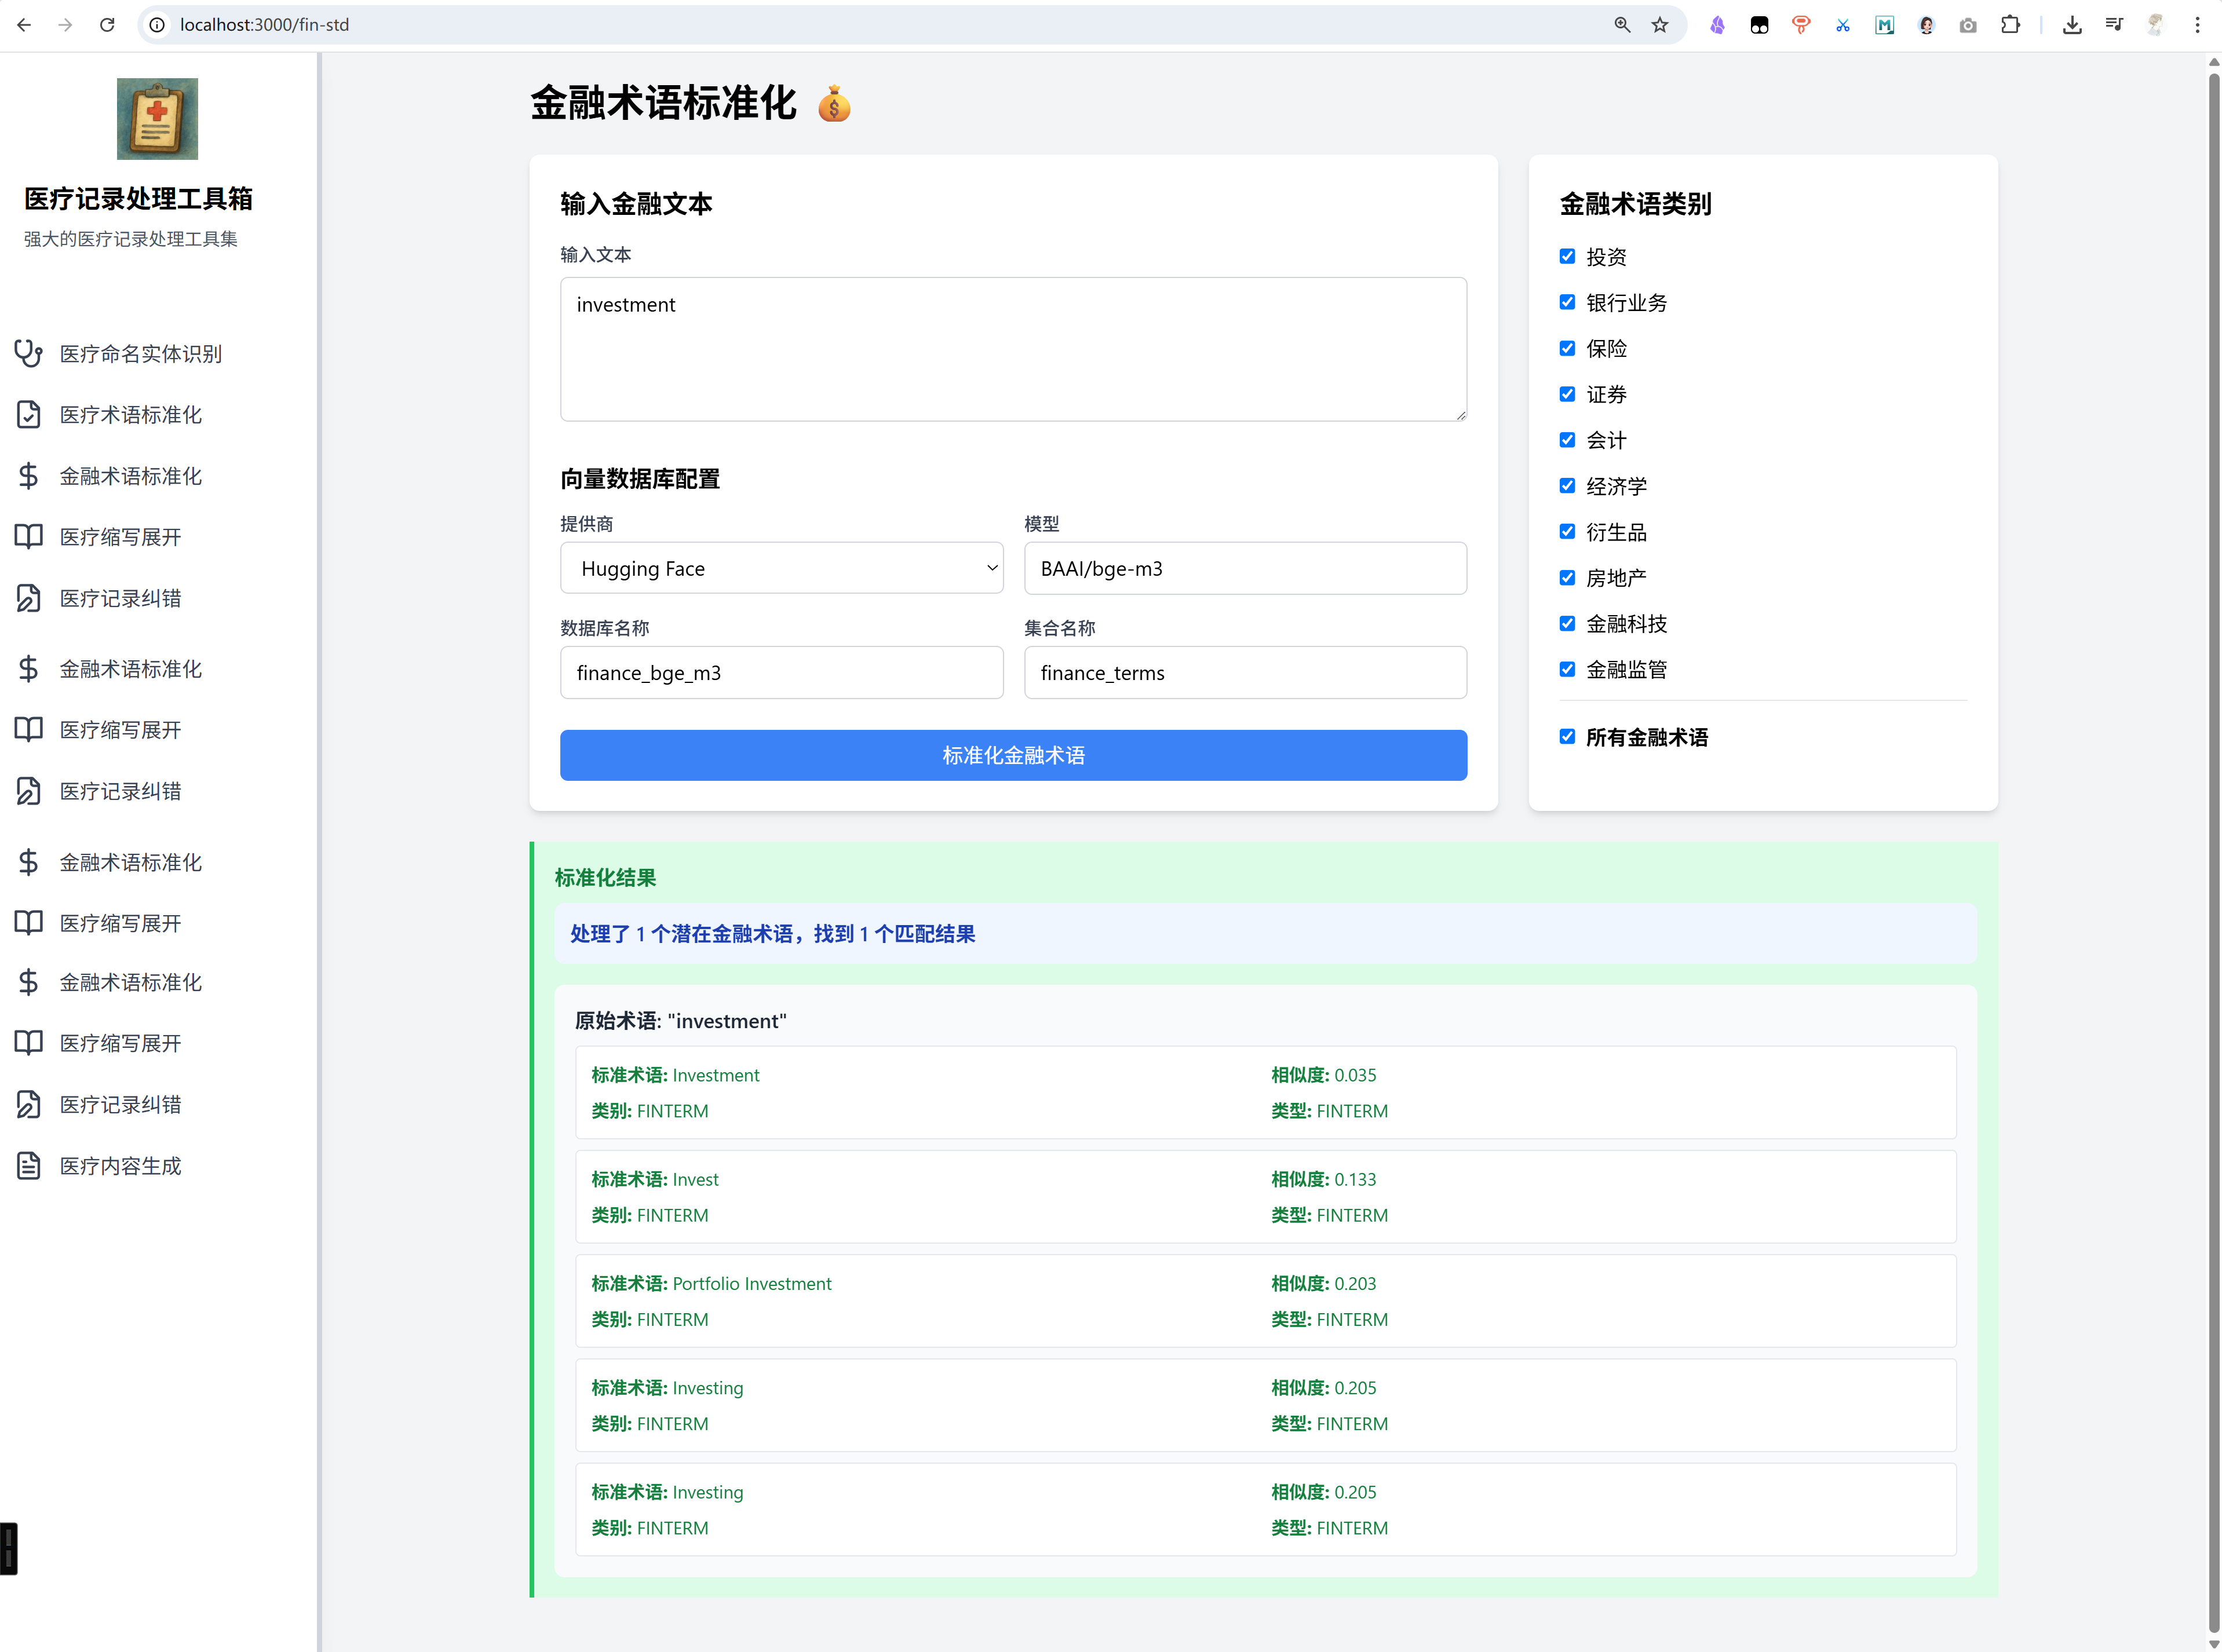 localhost:3000/fin-std
医疗记录处理工具箱
强大的医疗记录处理工具集
医疗命名实体识别
医疗术语标准化
金融术语标准化
医疗缩写展开
医疗记录纠错
金融术语标准化
医疗缩写展开
医疗记录纠错
金融术语标准化
医疗缩写展开
金融术语标准化
医疗缩写展开
医疗记录纠错
医疗内容生成
金融术语标准化
输入金融文本
输入文本
investment
向量数据库配置
提供商 模型
Hugging Face BAAI/bge-m3
数据库名称 集合名称
finance_bge_m3 finance_terms
标准化金融术语
金融术语类别
投资
银行业务
保险
证券
会计
经济学
衍生品
房地产
金融科技
金融监管
所有金融术语
标准化结果
处理了 1 个潜在金融术语，找到 1 个匹配结果
原始术语: "investment"
标准术语: Investment 相似度: 0.035
类别: FINTERM 类型: FINTERM
标准术语: Invest 相似度: 0.133
类别: FINTERM 类型: FINTERM
标准术语: Portfolio Investment 相似度: 0.203
类别: FINTERM 类型: FINTERM
标准术语: Investing 相似度: 0.205
类别: FINTERM 类型: FINTERM
标准术语: Investing 相似度: 0.205
类别: FINTERM 类型: FINTERM